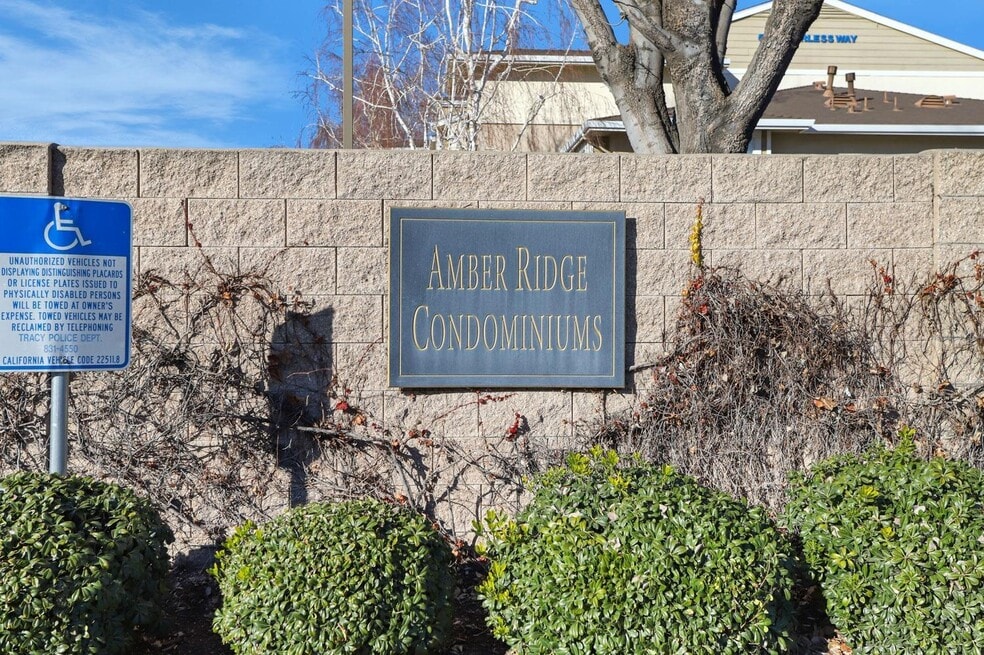 UNAUTHORIZED VEHICLES NOT
DISPLAYING DISTINGUISHING PLACARDS
OR LICENSE PLATES ISSUED TO
PHYSICALLY DISABLED PERSONS
WILL BE TOWED AT OWNER'S
EXPENSE. TOWED VEHICLES MAY BE
RECLAIMED BY TELEPHONING
TRACY POLICE DEPT.
831-4550
CALIFORNIA VEHICLE CODE 22511.8
AMBER RIDGE
CONDOMINIUMS
WAY